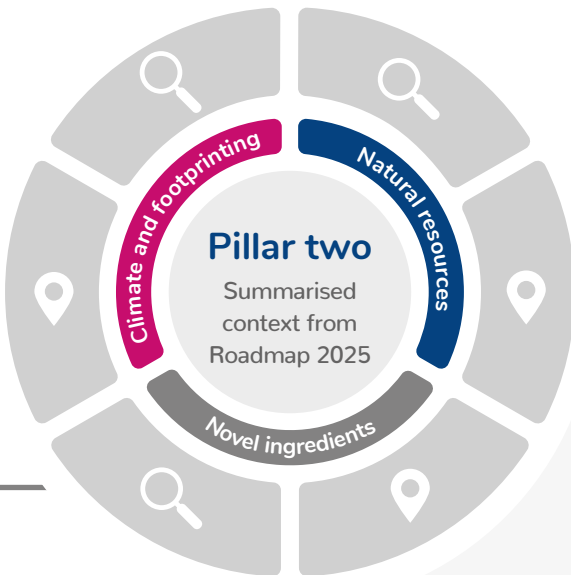 Climate and footprinting
Natural resources
Pillar two
Summarised
context from
Roadmap 2025
Novel ingredients